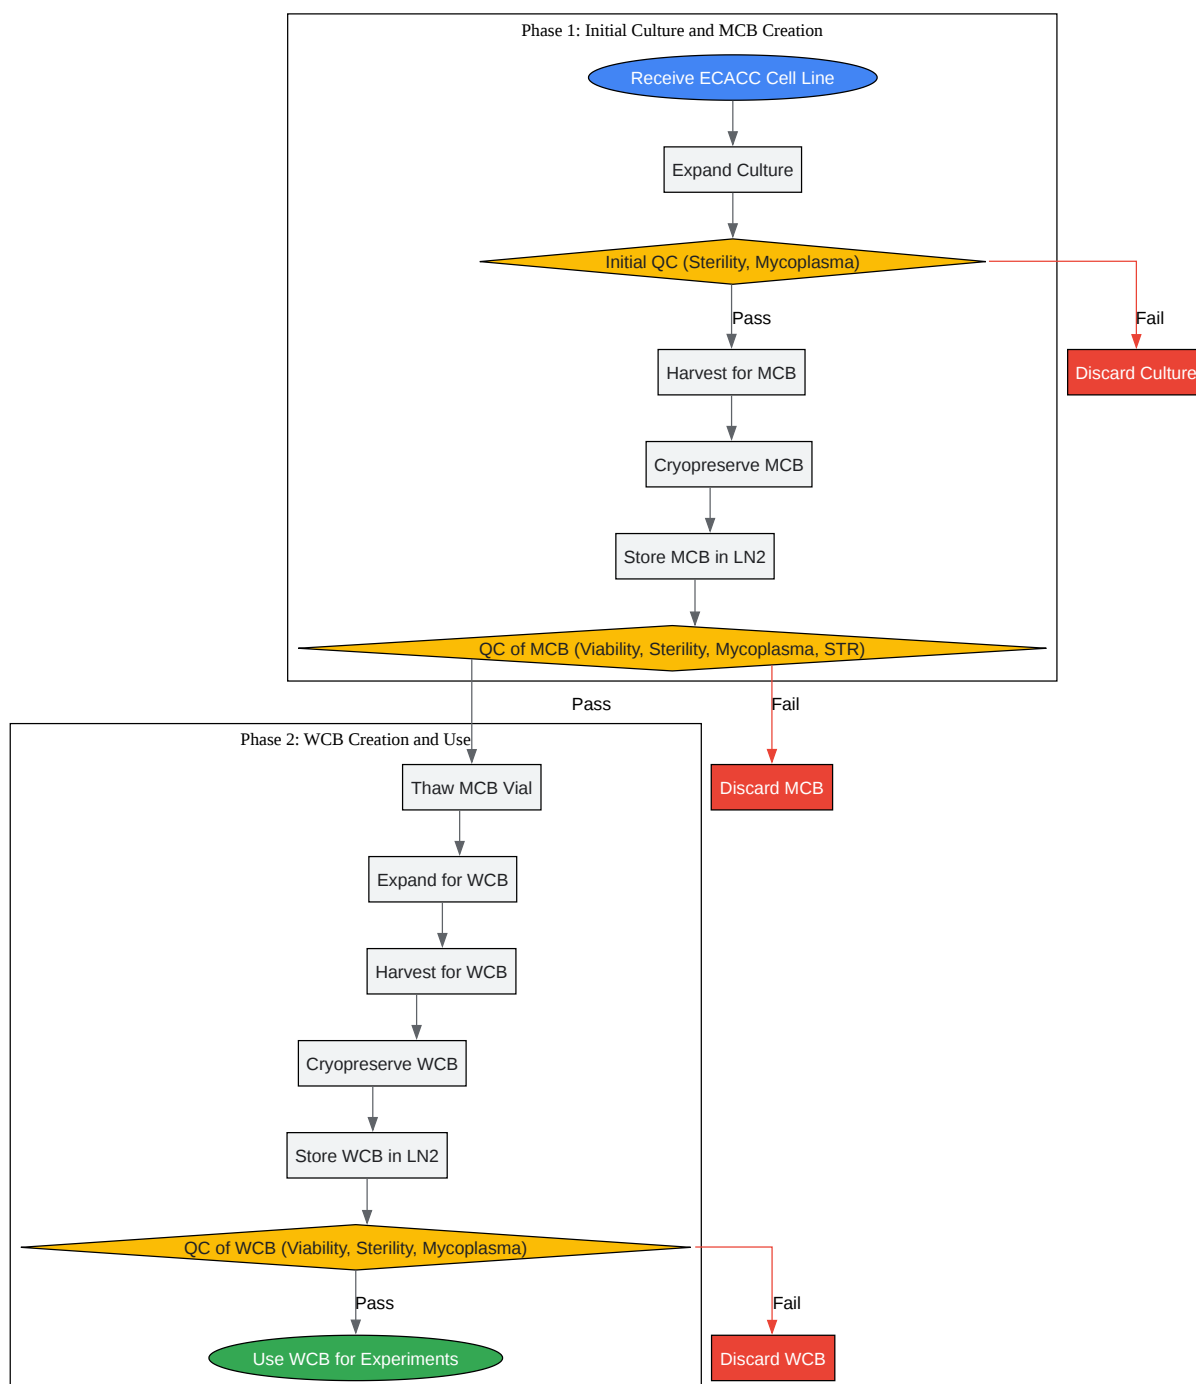 Phase 1: Initial Culture and MCB Creation
Receive ECACC Cell Line
Expand Culture
Initial QC (Sterility, Mycoplasma)
Pass
Fail
Harvest for MCB
Discard Culture
Cryopreserve MCB
Store MCB in LN2
QC of MCB (Viability, Sterility, Mycoplasma, STR)
Pass
Fail
Phase 2: WCB Creation and Use
Thaw MCB Vial
Discard MCB
Expand for WCB
Harvest for WCB
Cryopreserve WCB
Store WCB in LN2
QC of WCB (Viability, Sterility, Mycoplasma)
Pass
Fail
Use WCB for Experiments
Discard WCB